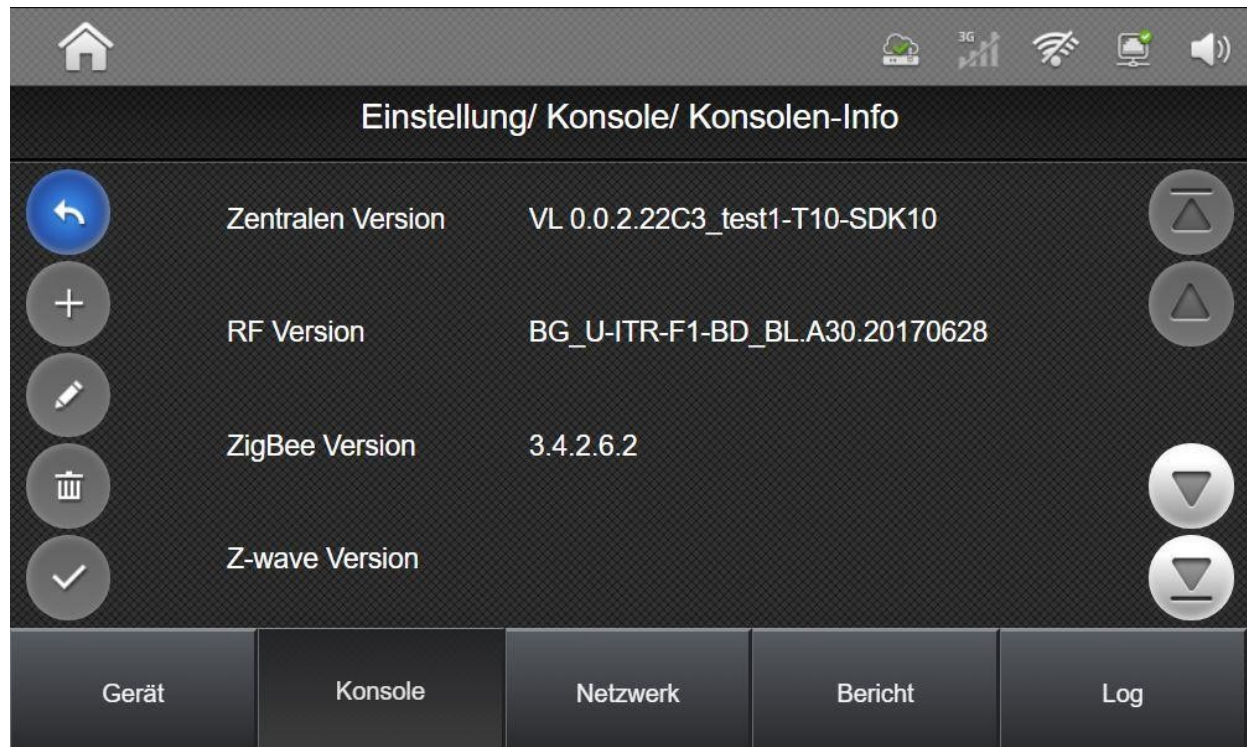 3G
Einstellung/ Konsole/ Konsolen-Info
Zentralen Version VL 0.0.2.22C3_test1-T10-SDK10
RF Version BG_U-ITR-F1-BD_BL.A30.20170628
ZigBee Version 3.4.2.6.2
Z-wave Version
Gerät Konsole Netzwerk Bericht Log